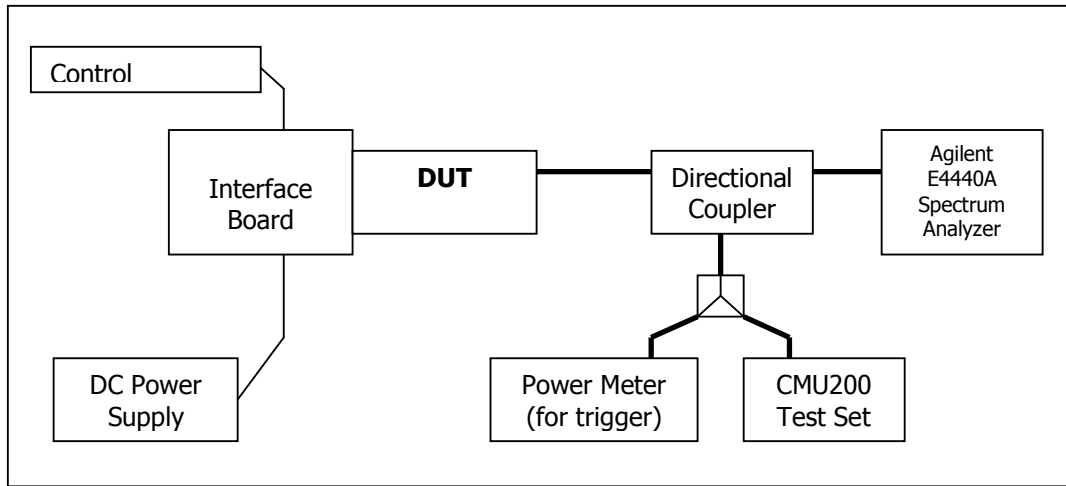 Control
Interface
Board
DUT
Directional
Coupler
Agilent
E4440A
Spectrum
Analyzer
DC Power
Supply
Power Meter
(for trigger)
CMU200
Test Set